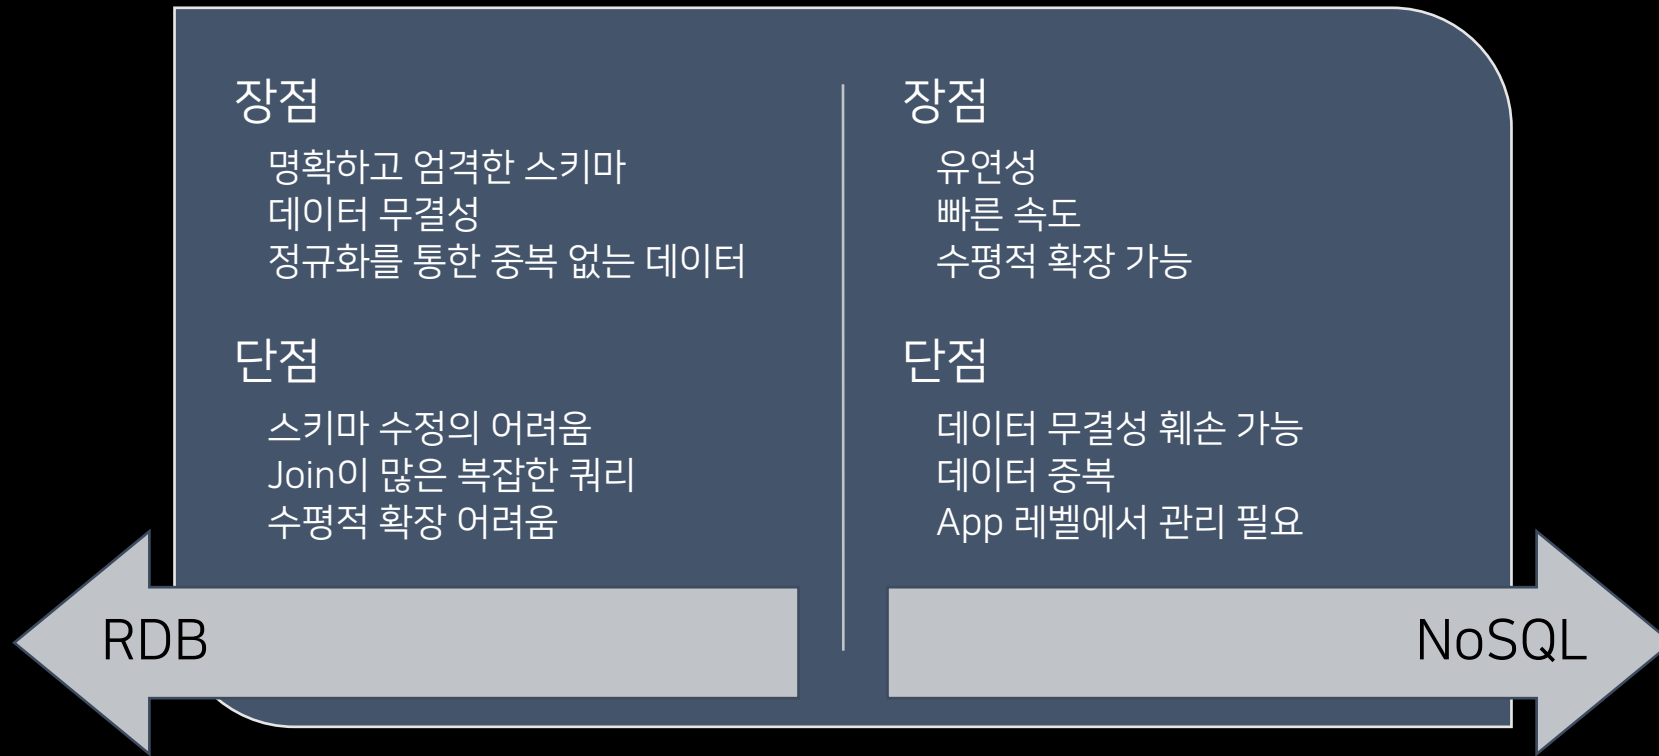 장점
명확하고 엄격한 스키마
데이터 무결성
정규화를 통한 중복 없는 데이터
단점
스키마 수정의 어려움
Join이 많은 복잡한 쿼리
수평적 확장 어려움
RDB
장점
유연성
빠른 속도
수평적 확장 가능
단점
데이터 무결성 훼손 가능
데이터 중복
App 레벨에서 관리 필요
NoSQL